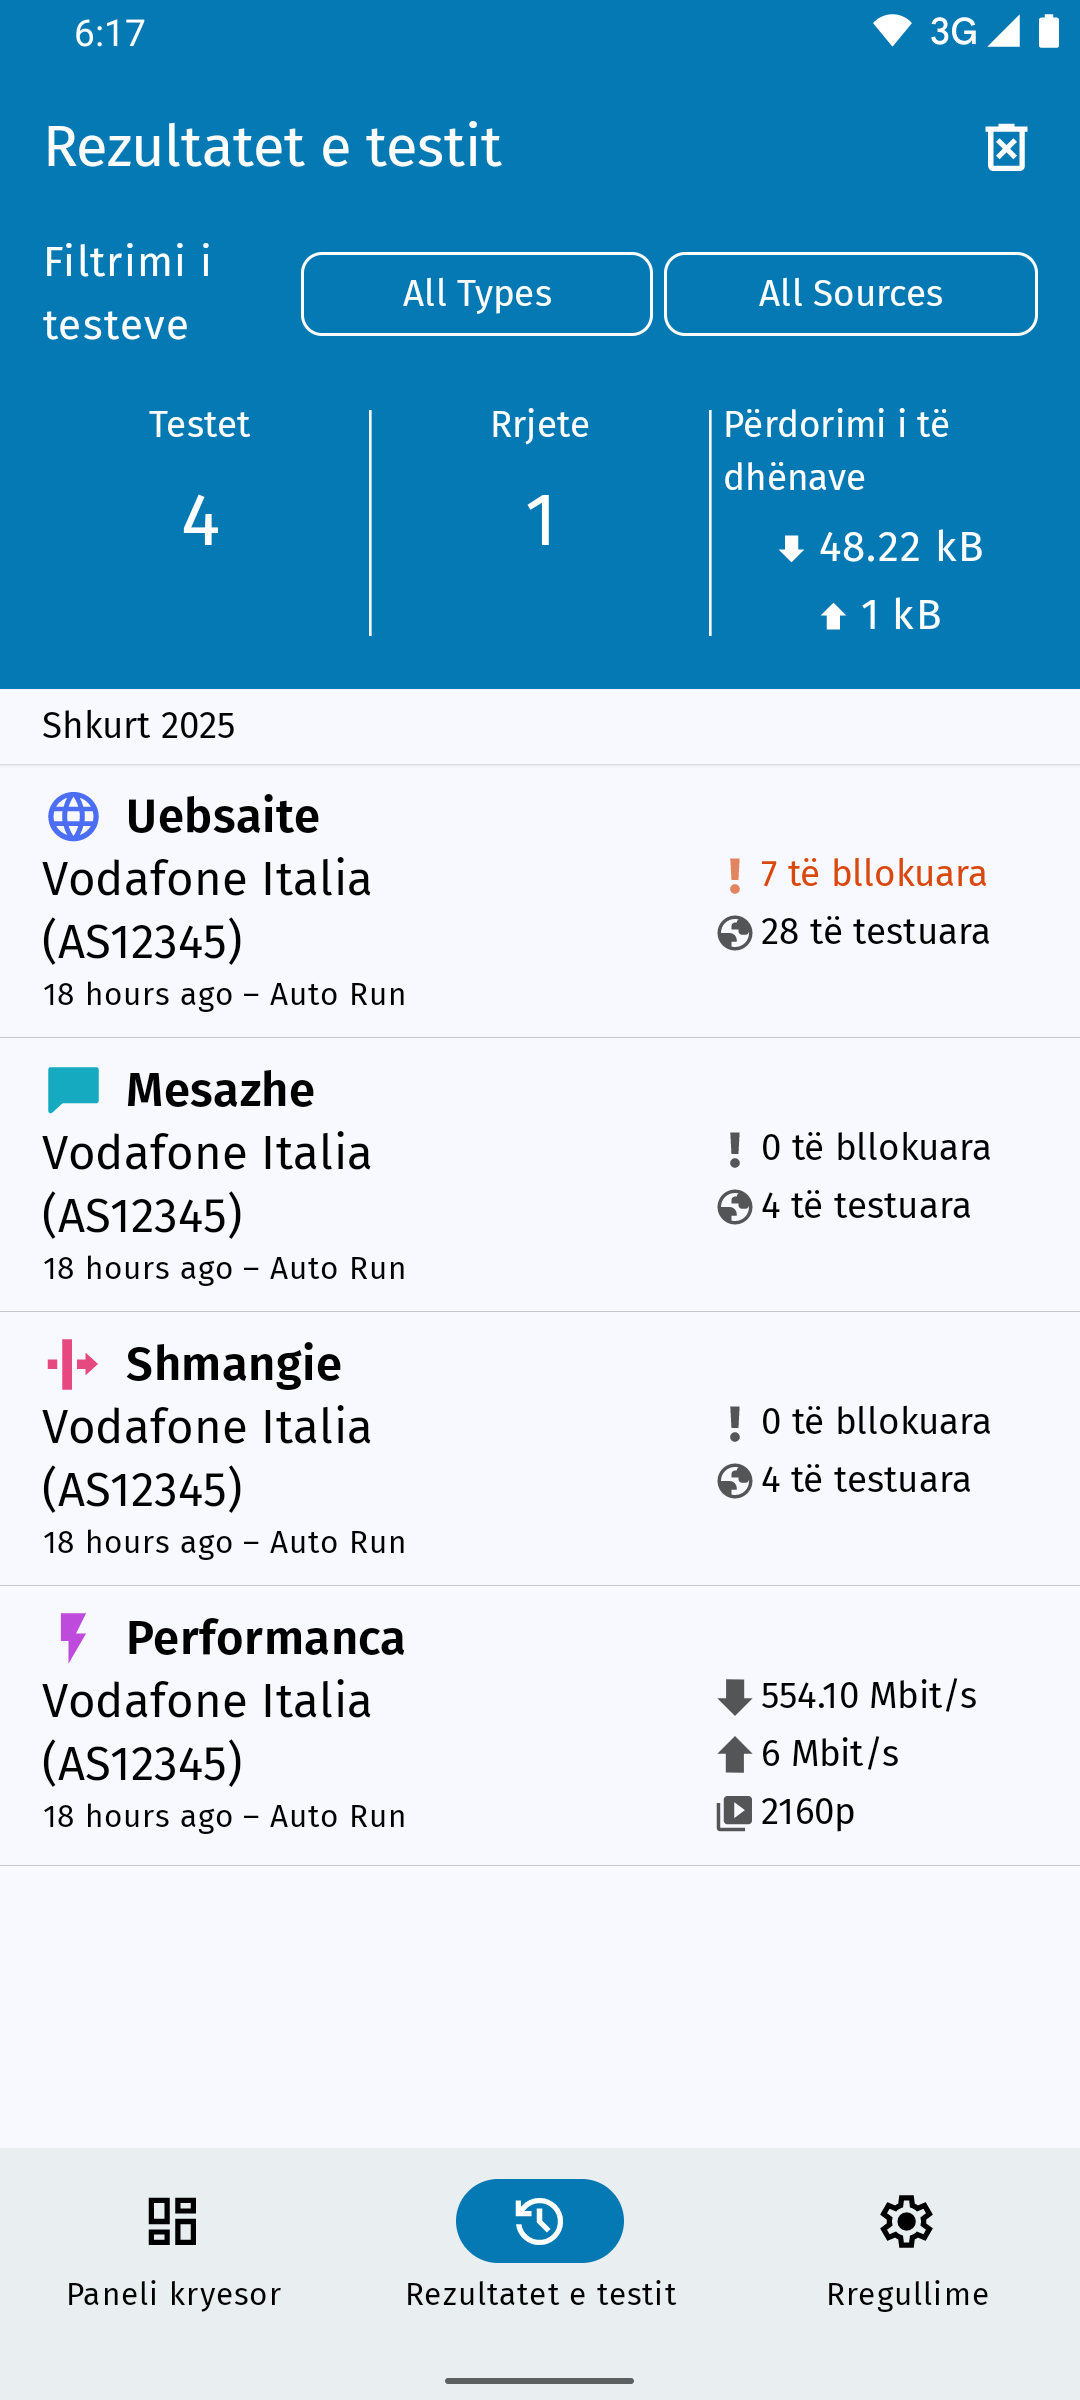 6:17
3G
Rezultatet e testit
Filtrimi i
testeve
All Types
All Sources
Testet
4
Rrjete
1
Përdorimi i të
dhënave
48.22 kB
1 kB
Shkurt 2025
Uebsaite
Vodafone Italia
(AS12345)
18 hours ago – Auto Run
7 të bllokuara
28 të testuara
Mesazhe
Vodafone Italia
(AS12345)
18 hours ago – Auto Run
0 të bllokuara
4 të testuara
Shmangie
Vodafone Italia
(AS12345)
18 hours ago – Auto Run
0 të bllokuara
4 të testuara
Performanca
Vodafone Italia
(AS12345)
18 hours ago – Auto Run
554.10 Mbit/s
6 Mbit/s
2160p
Paneli kryesor
Rezultatet e testit
Rregullime